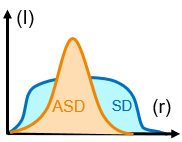 (I)
ASD SD (r)